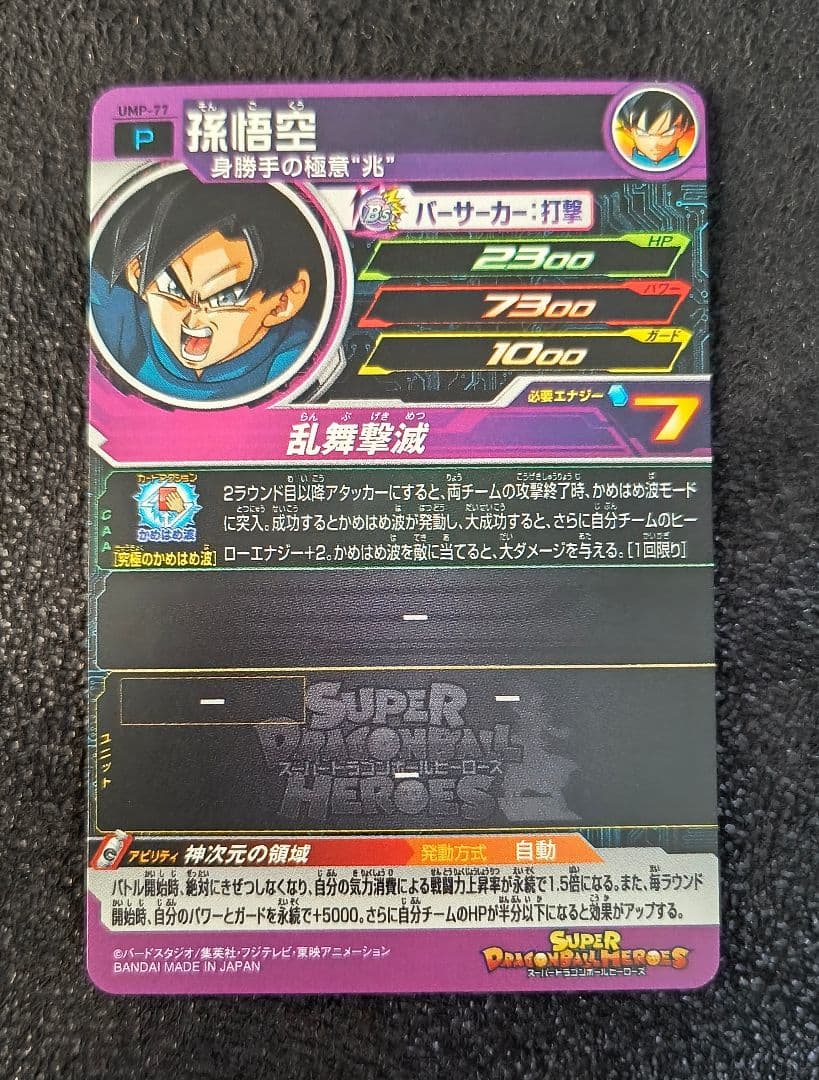 UMP-77
P
そん ご くう
孫悟空
身勝手の極意"兆"
Bs バーサーカー:打撃
HP
2300
パワー
7300
ガード
1000
必要エナジー 7
らん ぶ げき めつ
乱舞撃滅
CAA
カードアクション
かめはめ波
[究極のかめはめ波]
2ラウンド目以降アタッカーにすると、両チームの攻撃終了時、かめはめ波モード
に突入。成功するとかめはめ波が発動し、大成功すると、さらに自分チームのヒー
ローエナジー+2。かめはめ波を敵に当てると、大ダメージを与える。[1回限り]
ー
ユニット
ー ー
ー
SUPER
DRAGONBALL
スーパードラゴンボールヒーローズ
HEROES
アビリティ 神次元の領域 発動方式 自動
バトル開始時、絶対にきぜつしなくなり、自分の気力消費による戦闘力上昇率が永続で1.5倍になる。また、毎ラウンド
開始時、自分のパワーとガードを永続で+5000。さらに自分チームのHPが半分以下になると効果がアップする。
©バードスタジオ/集英社・フジテレビ・東映アニメーション
BANDAI MADE IN JAPAN
SUPER
DRAGONBALL HEROES
スーパードラゴンボールヒーローズ